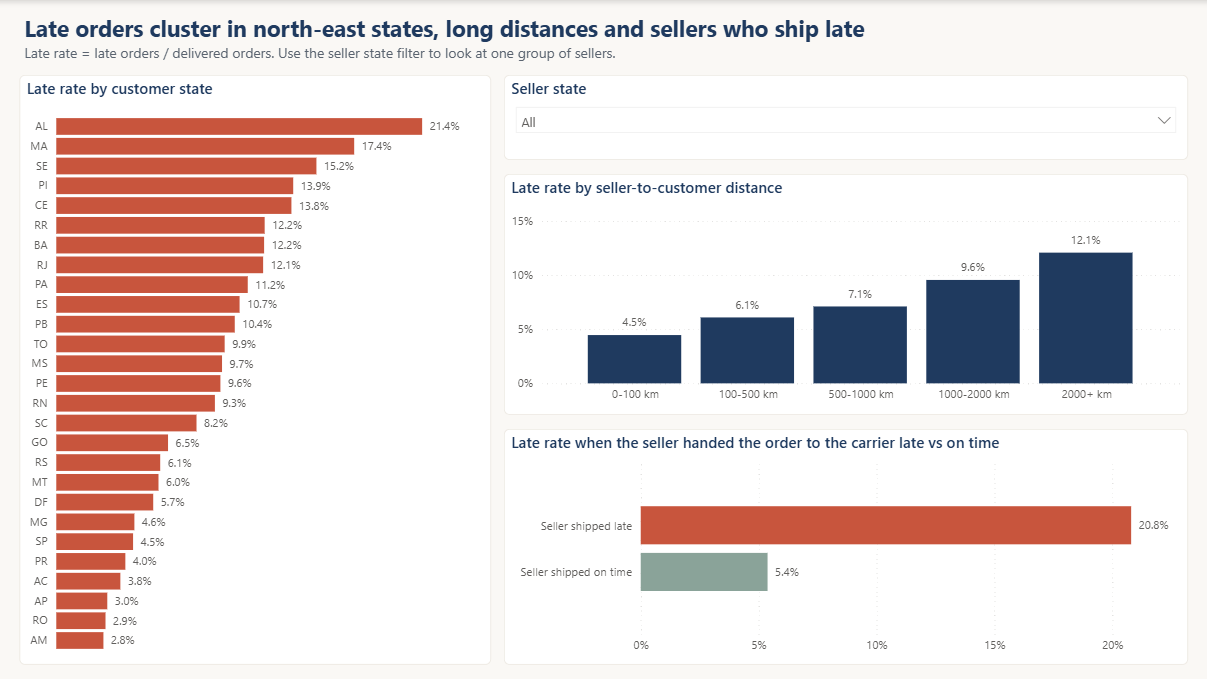 Late orders cluster in north-east states, long distances and sellers who ship late
Late rate = late orders / delivered orders. Use the seller state filter to look at one group of sellers.
Late rate by customer state
AL 21.4%
MA 17.4%
SE 15.2%
PI 13.9%
CE 13.8%
RR 12.2%
BA 12.2%
RJ 12.1%
PA 11.2%
ES 10.7%
PB 10.4%
TO 9.9%
MS 9.7%
PE 9.6%
RN 9.3%
SC 8.2%
GO 6.5%
RS 6.1%
MT 6.0%
DF 5.7%
MG 4.6%
SP 4.5%
PR 4.0%
AC 3.8%
AP 3.0%
RO 2.9%
AM 2.8%
Seller state
All
Late rate by seller-to-customer distance
15%
10%
5%
0%
4.5% 6.1% 7.1% 9.6% 12.1%
0-100 km 100-500 km 500-1000 km 1000-2000 km 2000+ km
Late rate when the seller handed the order to the carrier late vs on time
Seller shipped late 20.8%
Seller shipped on time 5.4%
0% 5% 10% 15% 20%